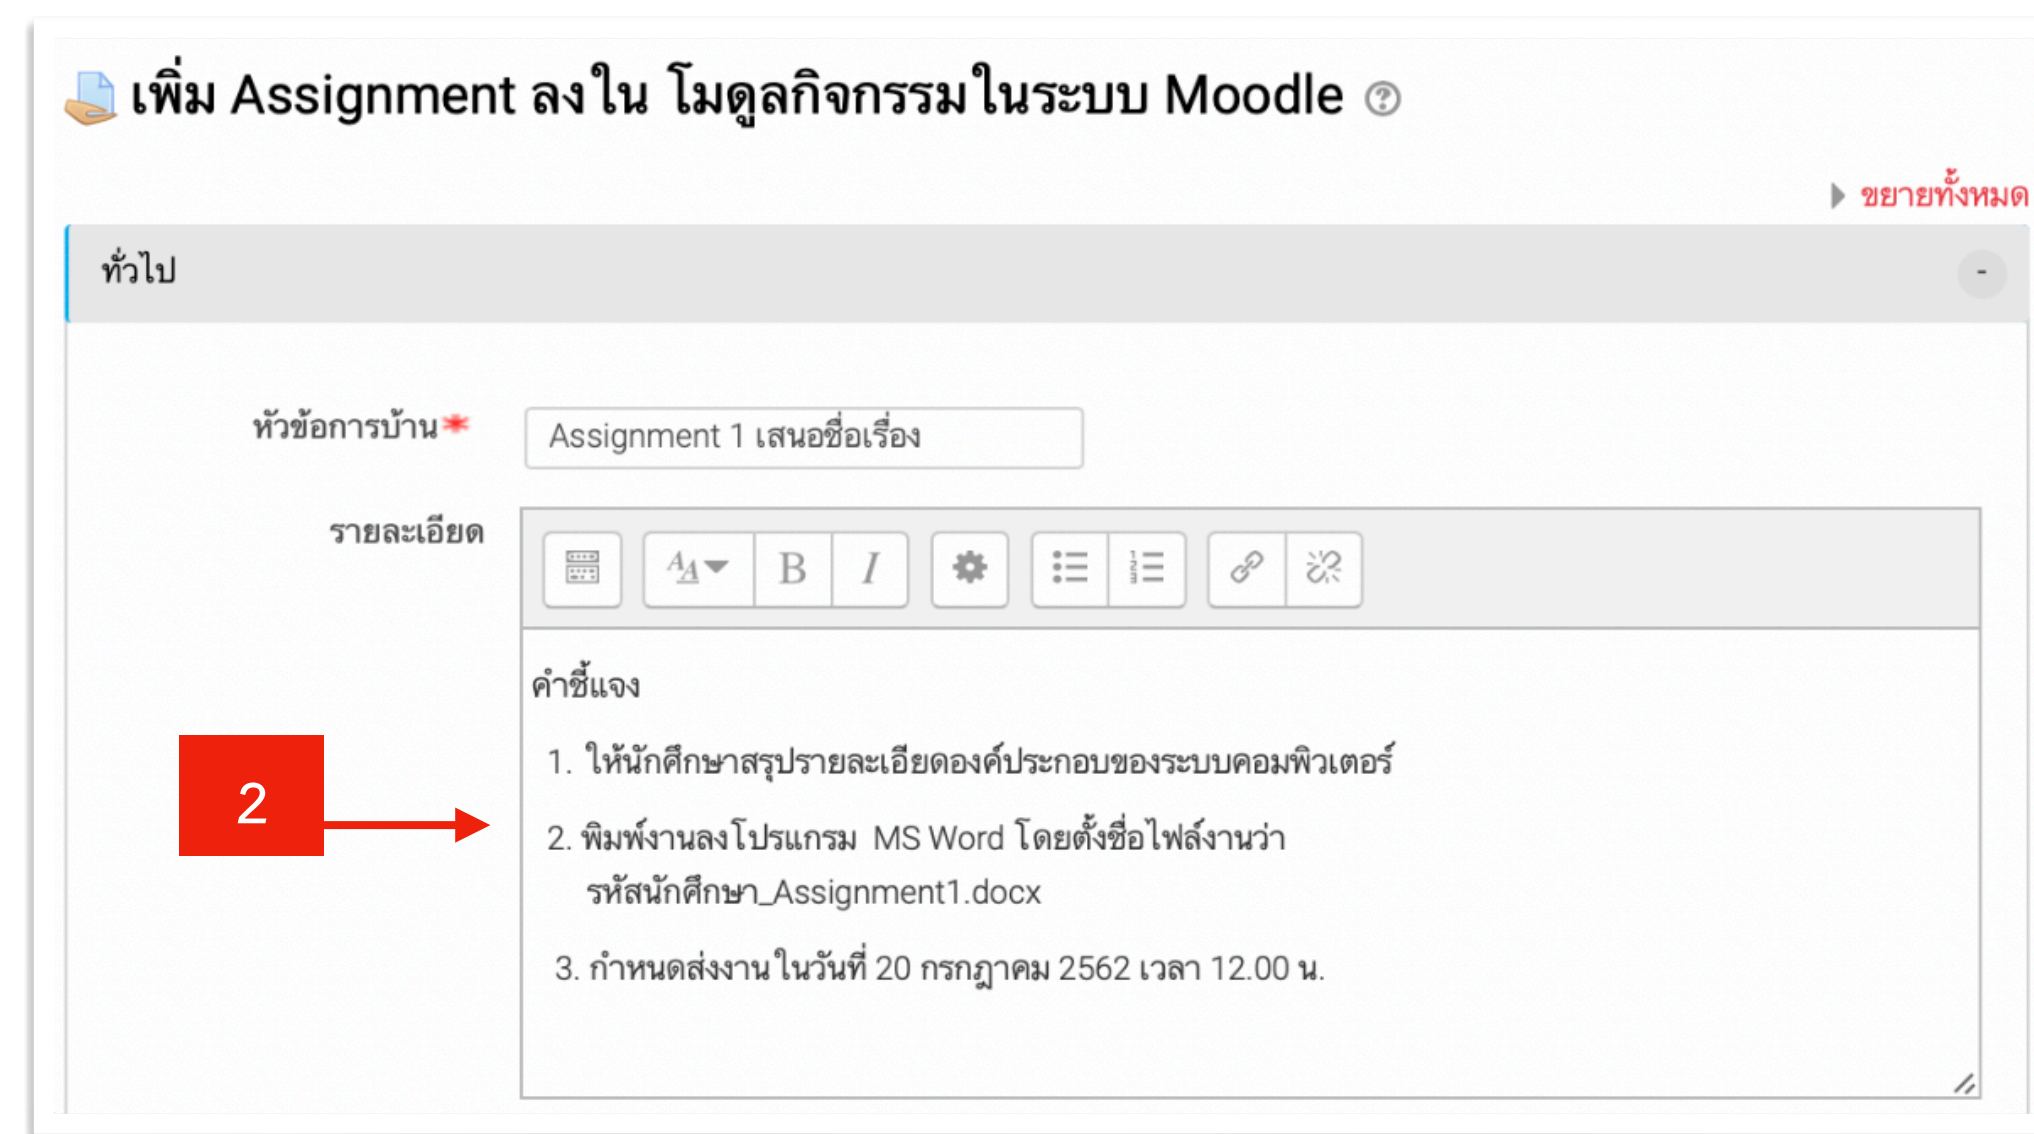 เพิ่ม Assignment ลงใน โมดูลกิจกรรมในระบบ Moodle
ขยายทั้งหมด
ทั่วไป
-
หัวข้อการบ้าน
Assignment 1 เสนอชื่อเรื่อง
รายละเอียด
B I
คำชี้แจง
1. ให้นักศึกษาสรุปรายละเอียดองค์ประกอบของระบบคอมพิวเตอร์
2
2. พิมพ์งานลงโปรแกรม MS Word โดยตั้งชื่อไฟล์งานว่า
รหัสนักศึกษา_Assignment1.docx
3. กำหนดส่งงานในวันที่ 20 กรกฎาคม 2562 เวลา 12.00 น.